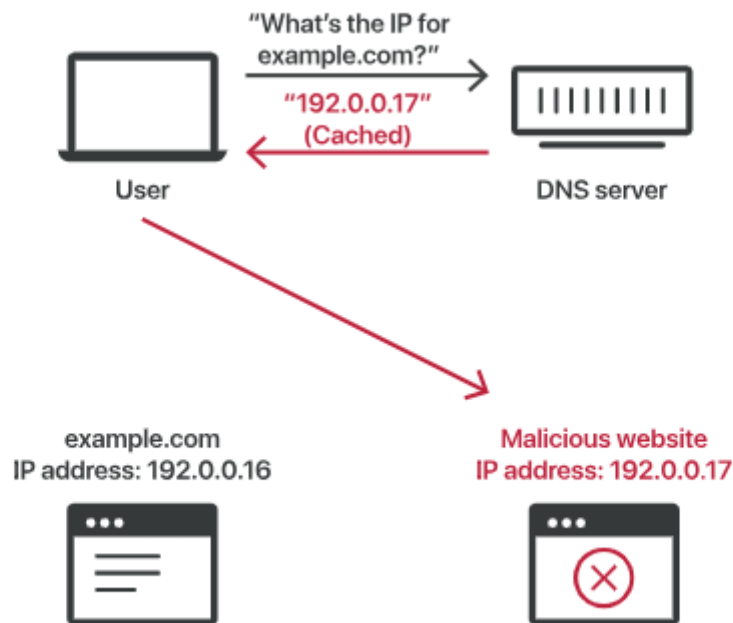 “What’s the IP for
example.com?”
“192.0.0.17”
(Cached)
User
DNS server
example.com
IP address: 192.0.0.16
Malicious website
IP address: 192.0.0.17